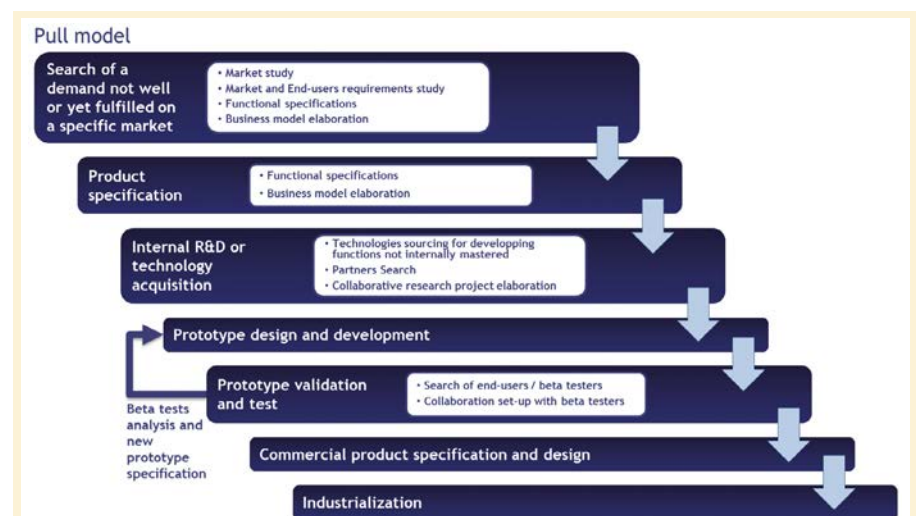 Pull model
Search of a
demand not well
or yet fulfilled on
a specific market
• Market study
• Market and End-users requirements study
• Functional specifications
• Business model elaboration
Product
specification
• Functional specifications
• Business model elaboration
Internal R&D or
technology
acquisition
• Technologies sourcing for developping
functions not internally mastered
• Partners Search
• Collaborative research project elaboration
Prototype design and development
Prototype validation
and test
• Search of end-users / beta testers
• Collaboration set-up with beta testers
Beta tests
analysis and
new
prototype
specification
Commercial product specification and design
Industrialization